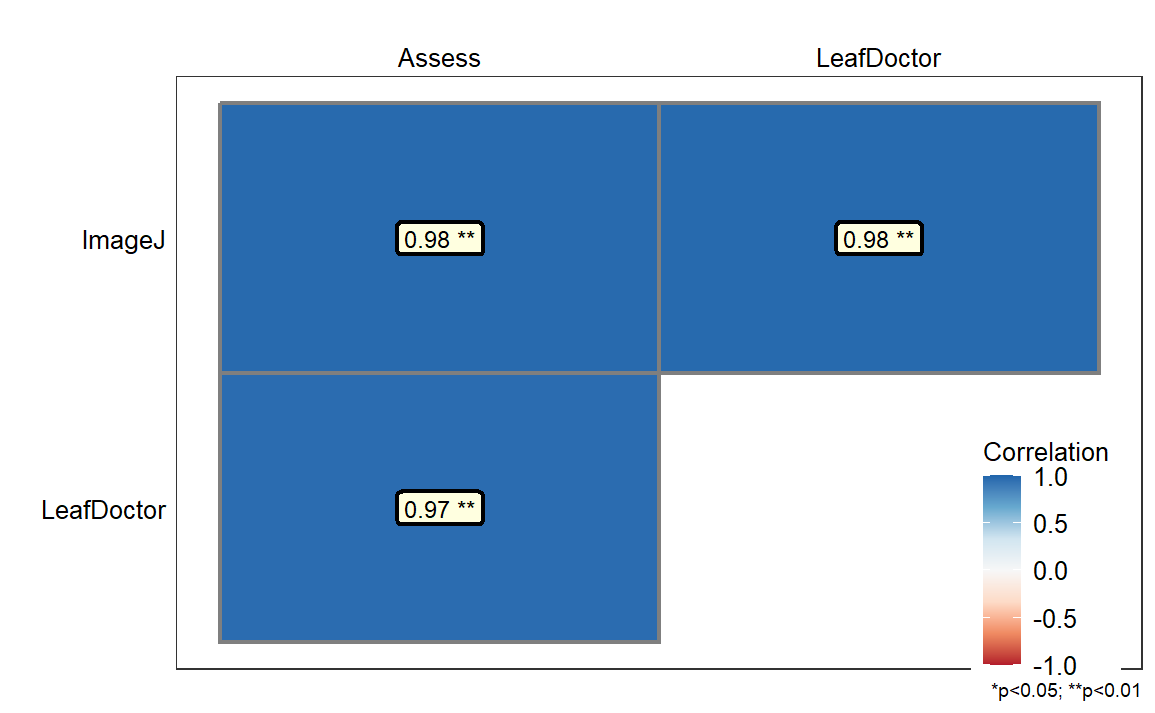 Assess LeafDoctor
ImageJ 0.98 ** 0.98 **
LeafDoctor 0.97 **
Correlation
1.0
0.5
0.0
-0.5
-1.0
*p<0.05; **p<0.01